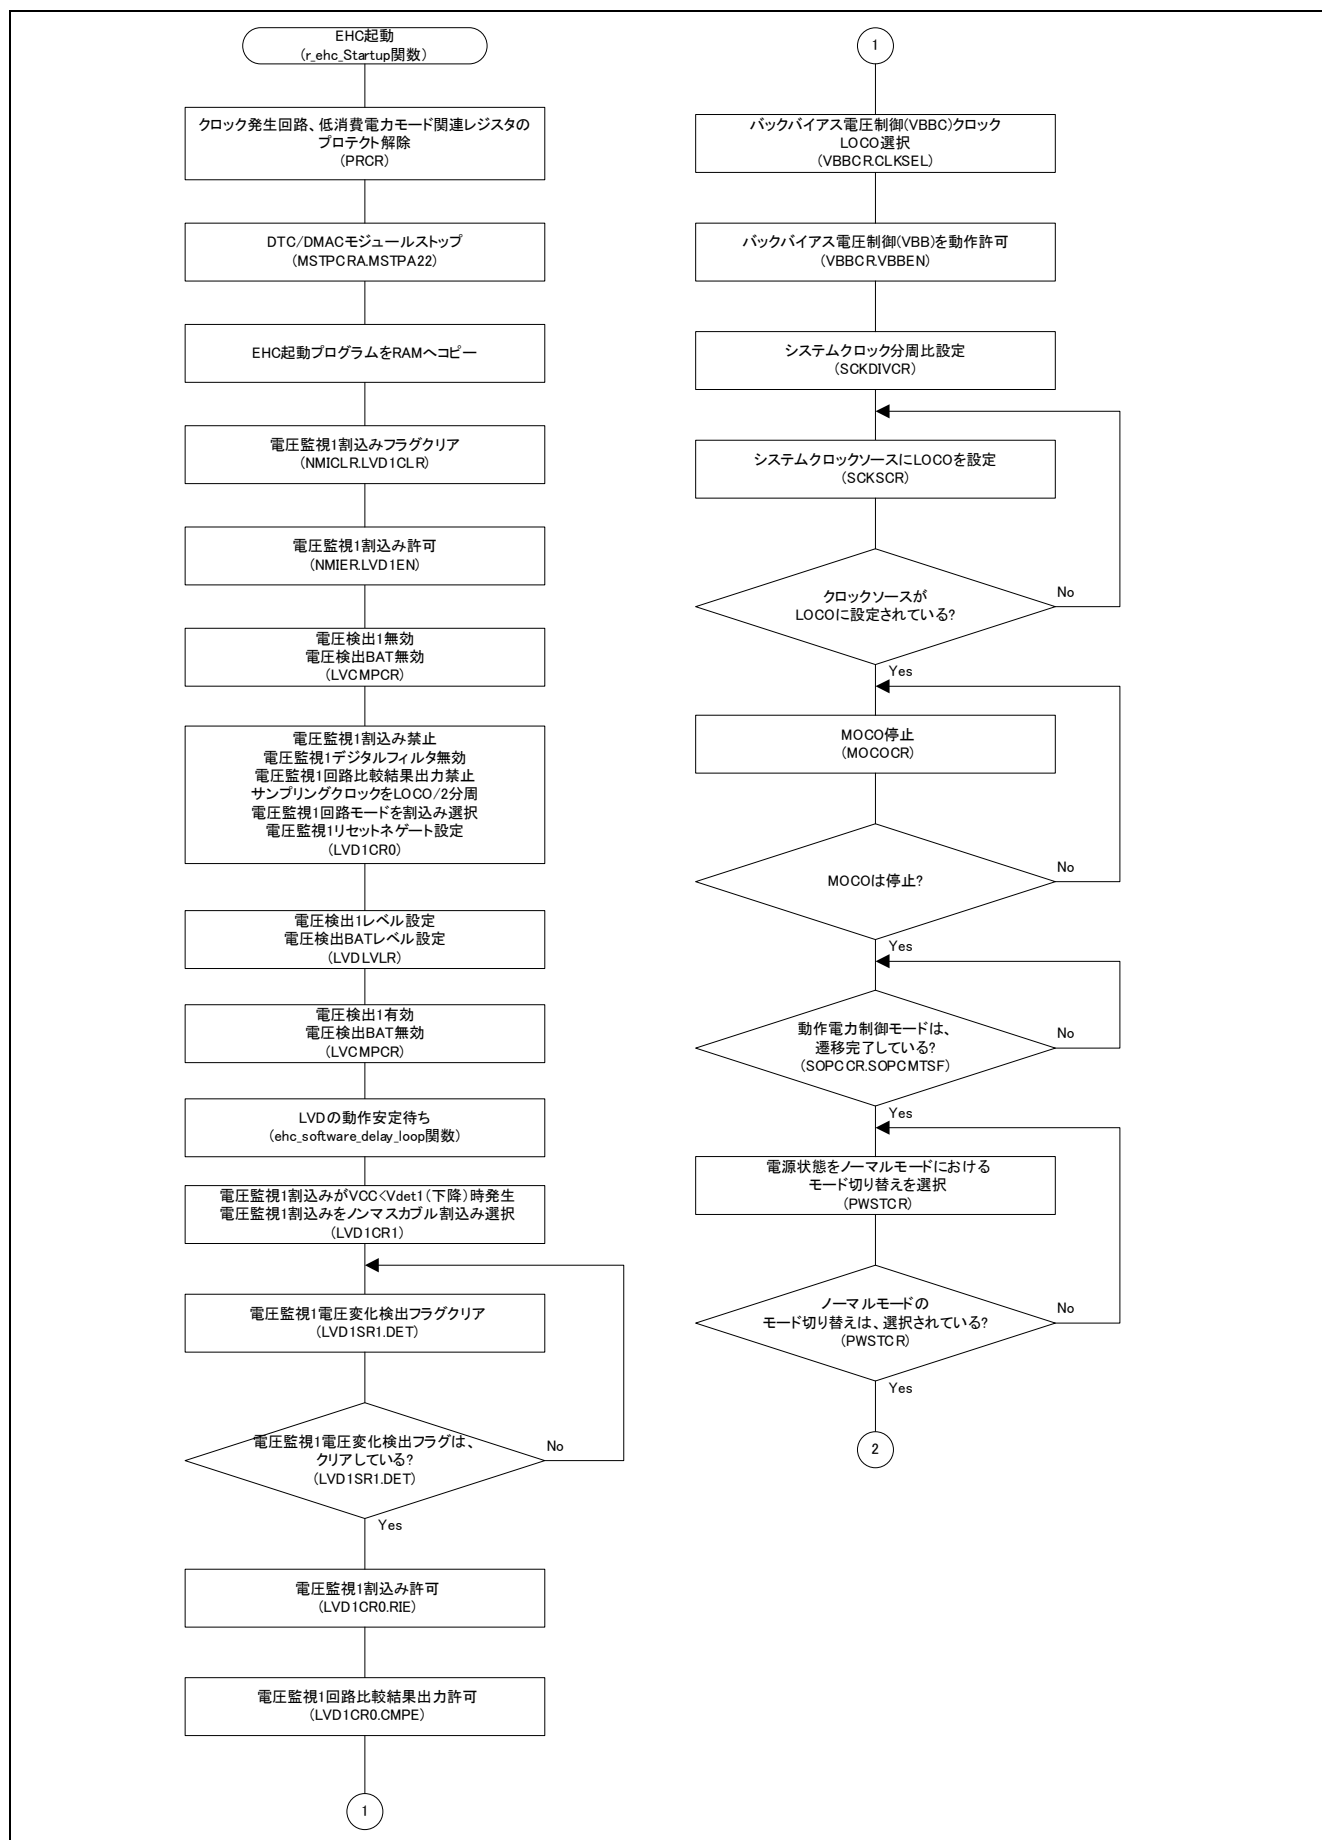 EHC起動
(r_ehc_Startup関数)
クロック発生回路、低消費電力モード関連レジスタの
プロテクト解除
(PRCR)
DTC/DMACモジュールストップ
(MSTPCRA.MSTPA22)
EHC起動プログラムをRAMへコピー
電圧監視1割込みフラグクリア
(NMICLR.LVD1CLR)
電圧監視1割込み許可
(NMIER.LVD1EN)
電圧検出1無効
電圧検出BAT無効
(LVCMPCR)
電圧監視1割込み禁止
電圧監視1デジタルフィルタ無効
電圧監視1回路比較結果出力禁止
サンプリングクロックをLOCO/2分周
電圧監視1回路モードを割込み選択
電圧監視1リセットネゲート設定
(LVD1CR0)
電圧検出1レベル設定
電圧検出BATレベル設定
(LVDLVLR)
電圧検出1有効
電圧検出BAT無効
(LVCMPCR)
LVDの動作安定待ち
(ehc_software_delay_loop関数)
電圧監視1割込みがVCC<Vdet1(下降)時発生
電圧監視1割込みをノンマスカブル割込み選択
(LVD1CR1)
電圧監視1電圧変化検出フラグクリア
(LVD1SR1.DET)
電圧監視1電圧変化検出フラグは、
クリアしている?
(LVD1SR1.DET)
No
Yes
電圧監視1割込み許可
(LVD1CR0.RIE)
電圧監視1回路比較結果出力許可
(LVD1CR0.CMPE)
1
1
バックバイアス電圧制御(VBBC)クロック
LOCO選択
(VBBCR.CLKSEL)
バックバイアス電圧制御(VBB)を動作許可
(VBBCR.VBBEN)
システムクロック分周比設定
(SCKDIVCR)
システムクロックソースにLOCOを設定
(SCKSCR)
クロックソースが
LOCOに設定されている?
No
Yes
MOCO停止
(MOCOCR)
MOCOは停止?
No
Yes
動作電力制御モードは、
遷移完了している?
(SOPCCR.SOPCMTSF)
No
Yes
電源状態をノーマルモードにおける
モード切り替えを選択
(PWSTCR)
ノーマルモードの
モード切り替えは、選択されている?
(PWSTCR)
No
Yes
2